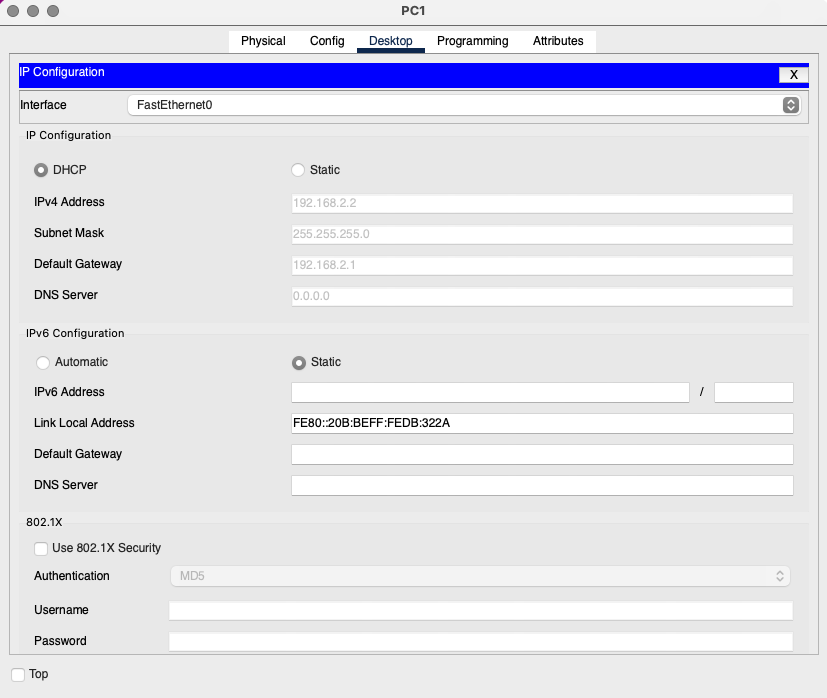 PC1
Physical Config Desktop Programming Attributes
IP Configuration X
Interface FastEthernet0
IP Configuration
DHCP Static
IPv4 Address 192.168.2.2
Subnet Mask 255.255.255.0
Default Gateway 192.168.2.1
DNS Server 0.0.0.0
IPv6 Configuration
Automatic Static
IPv6 Address /
Link Local Address FE80::20B:BEFF:FEDB:322A
Default Gateway
DNS Server
802.1X
Use 802.1X Security
Authentication MD5
Username
Password
Top